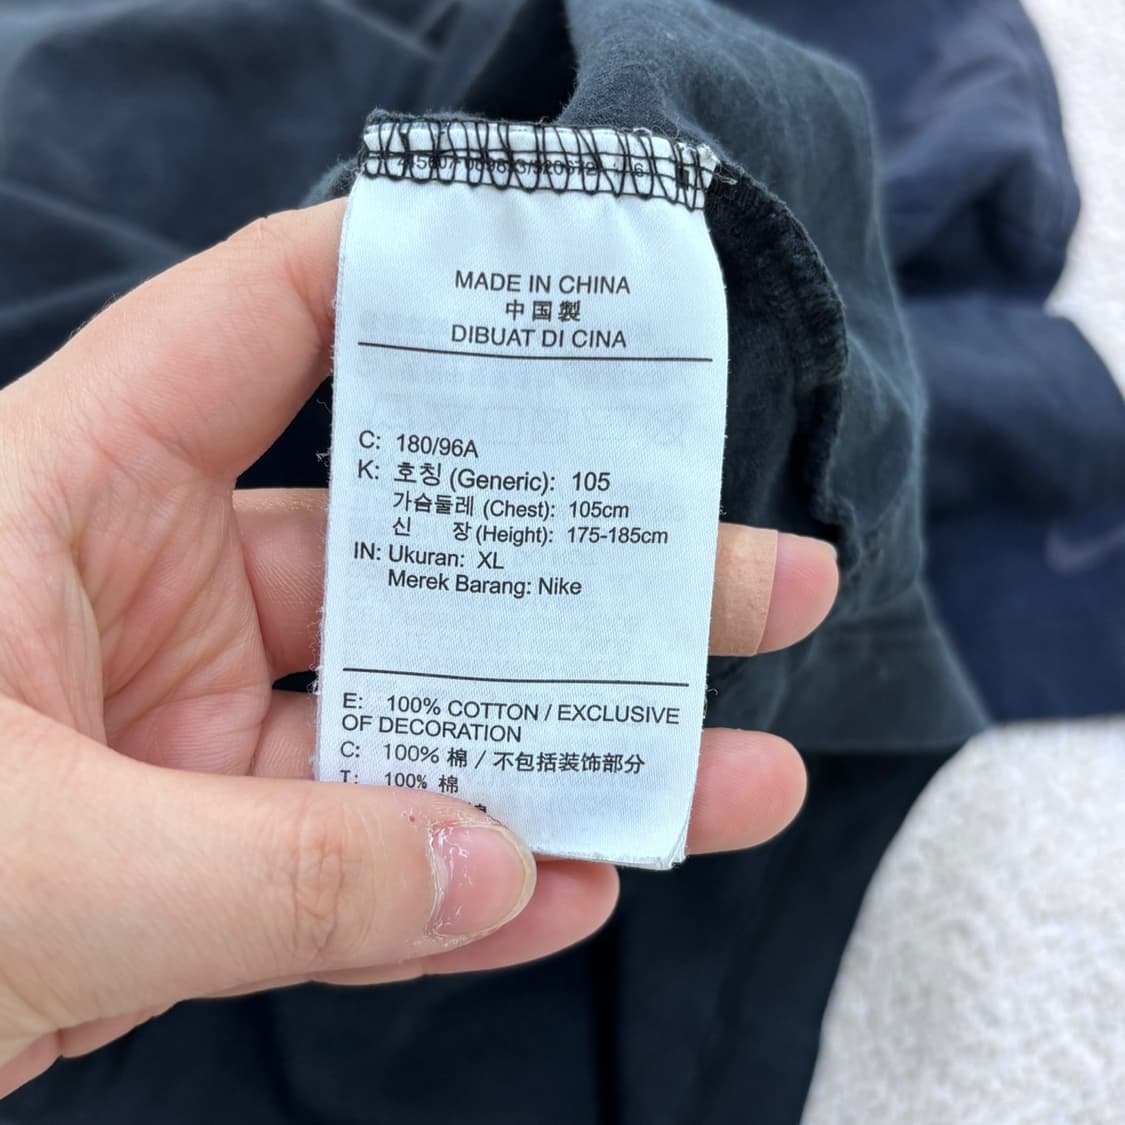 MADE IN CHINA
中国製
DIBUAT DI CINA
C: 180/96A
K: 호칭 (Generic): 105
가슴둘레 (Chest): 105cm
신 장 (Height): 175-185cm
IN: Ukuran: XL
Merek Barang: Nike
E: 100% COTTON / EXCLUSIVE
OF DECORATION
C: 100% 棉 / 不包括装饰部分
T: 100% 棉